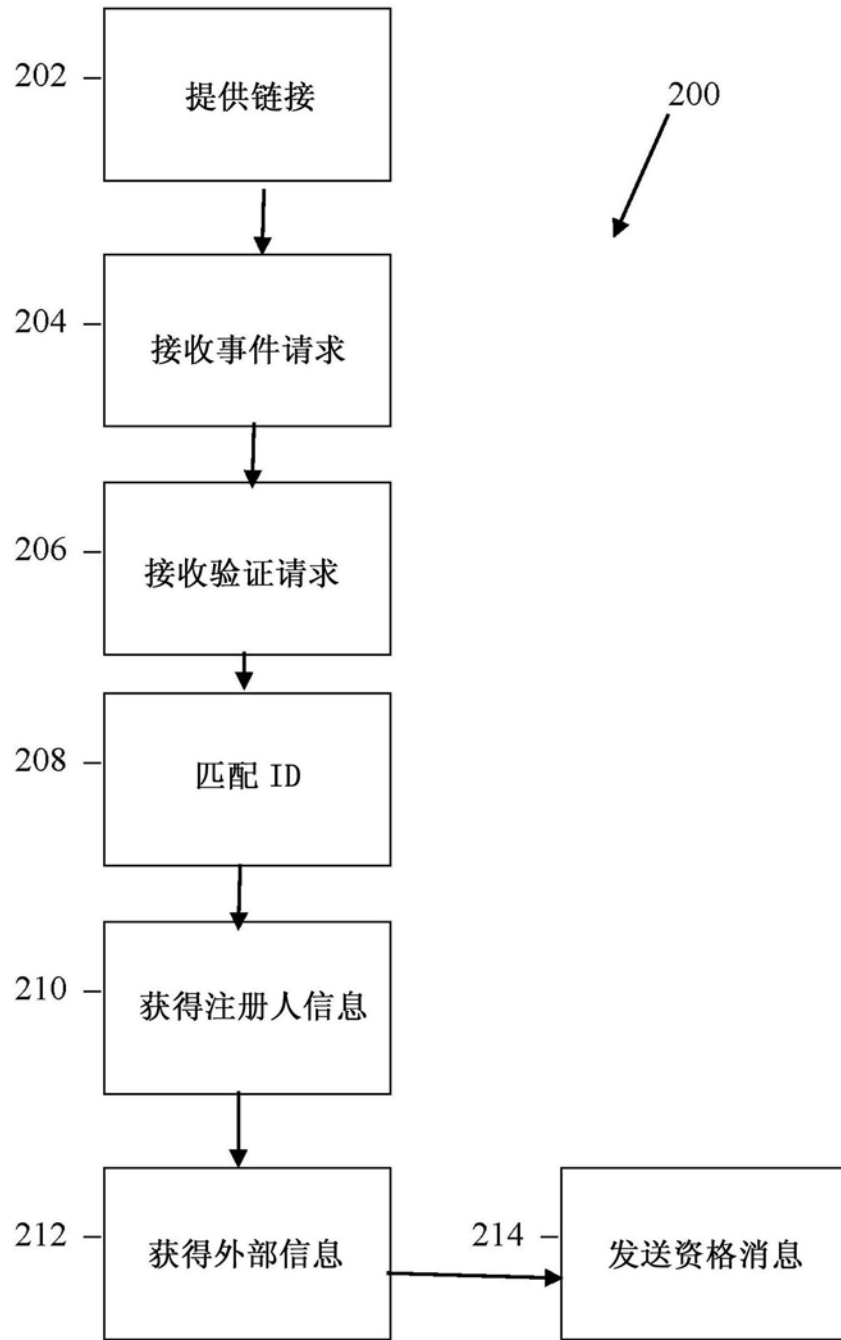 202
提供链接
200
204
接收事件请求
206
接收验证请求
208
匹配 ID
210
获得注册人信息
212
获得外部信息
214
发送资格消息